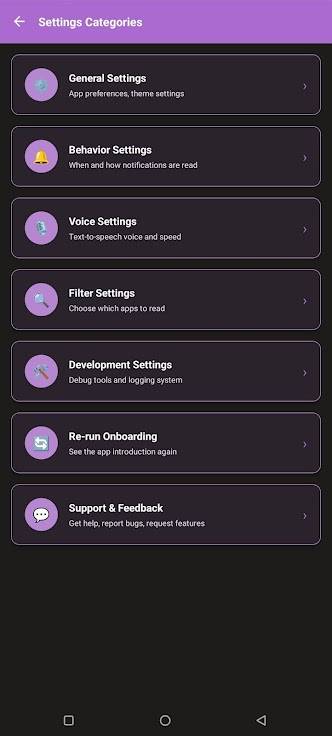 Settings Categories
General Settings
App preferences, theme settings
Behavior Settings
When and how notifications are read
Voice Settings
Text-to-speech voice and speed
Filter Settings
Choose which apps to read
Development Settings
Debug tools and logging system
Re-run Onboarding
See the app introduction again
Support & Feedback
Get help, report bugs, request features